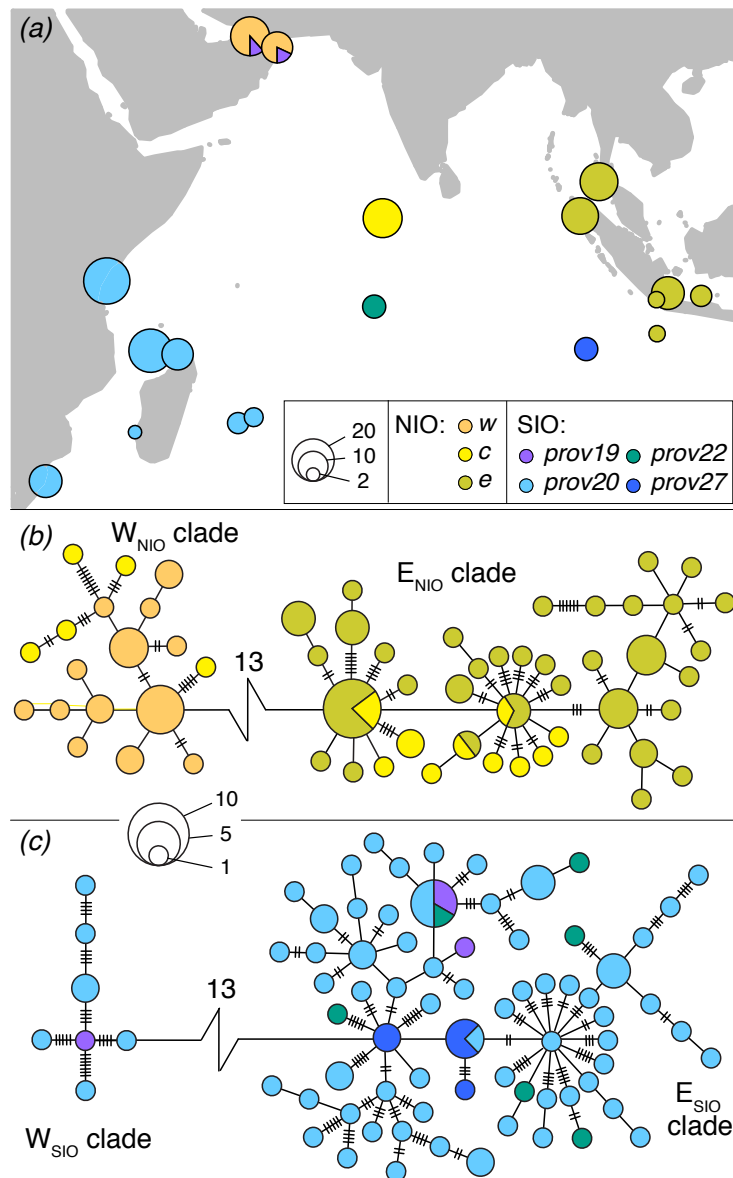 (a)
20
10
2
NIO:
w
c
e
SIO:
prov19
prov22
prov20
prov27
(b)
WNIO clade
ENIO clade
13
10
5
1
(c)
13
WSIO clade
ESIO
clade